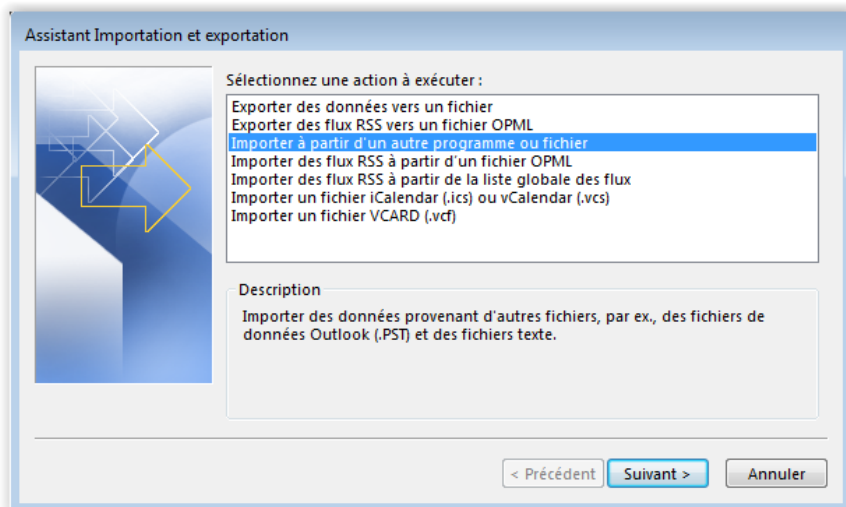 Assistant Importation et exportation
Sélectionnez une action à exécuter :
Exporter des données vers un fichier
Exporter des flux RSS vers un fichier OPML
Importer à partir d'un autre programme ou fichier
Importer des flux RSS à partir d'un fichier OPML
Importer des flux RSS à partir de la liste globale des flux
Importer un fichier iCalendar (.ics) ou vCalendar (.vcs)
Importer un fichier VCARD (.vcf)
Description
Importer des données provenant d'autres fichiers, par ex., des fichiers de
données Outlook (.PST) et des fichiers texte.
< Précédent
Suivant >
Annuler